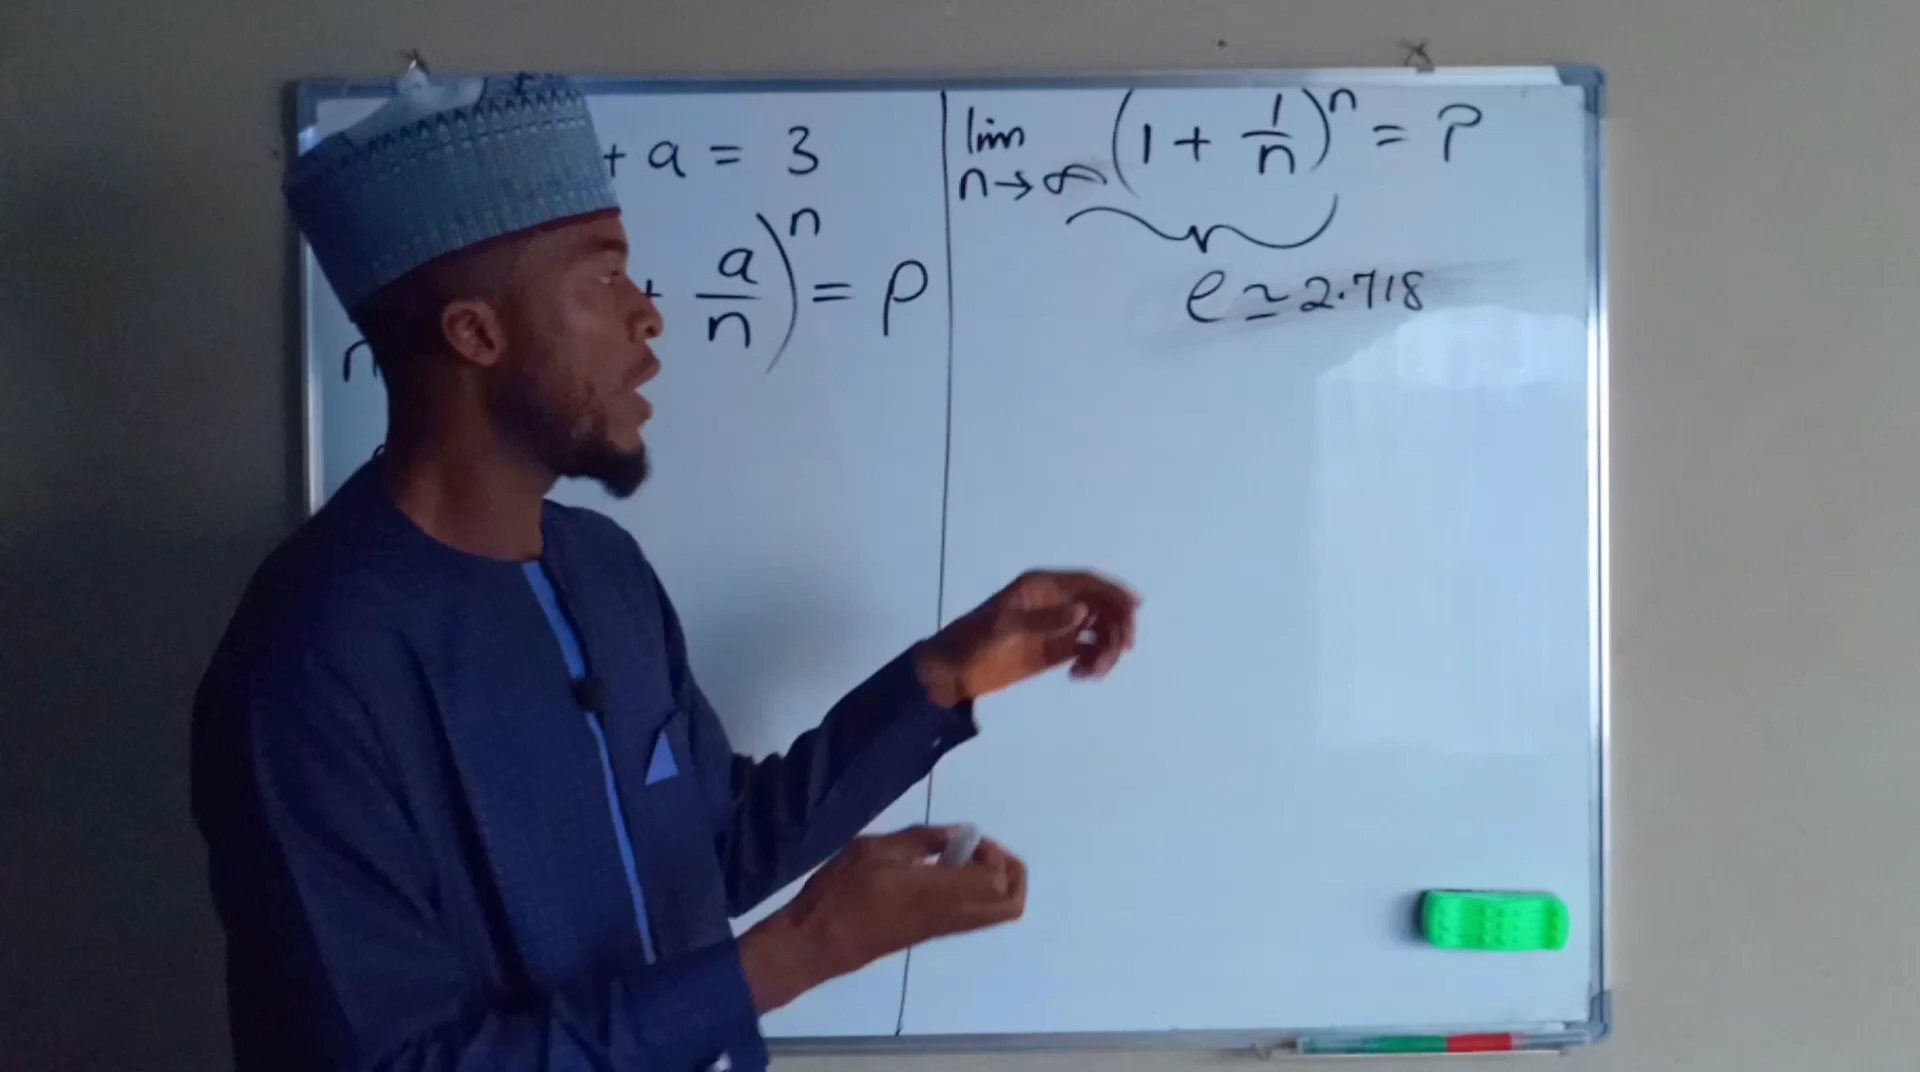 + a = 3
+ a/n)^n = P
n
lim n→∞ (1 + 1/n)^n = P
e ≃ 2.718